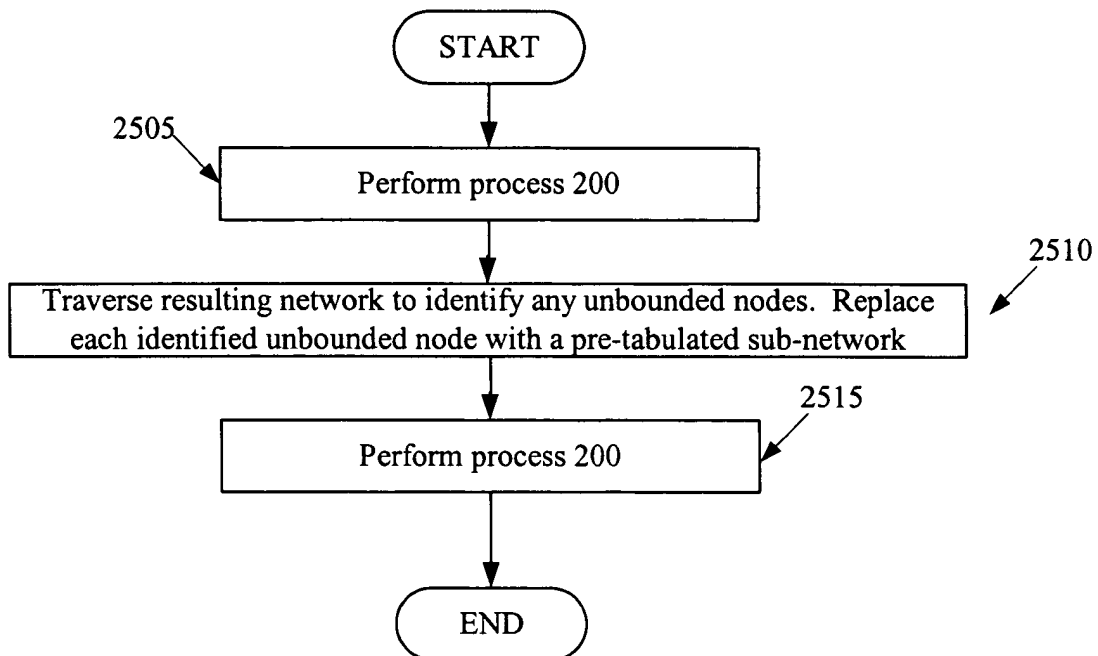 START
2505
Perform process 200
2510
Traverse resulting network to identify any unbounded nodes.  Replace
each identified unbounded node with a pre-tabulated sub-network
2515
Perform process 200
END